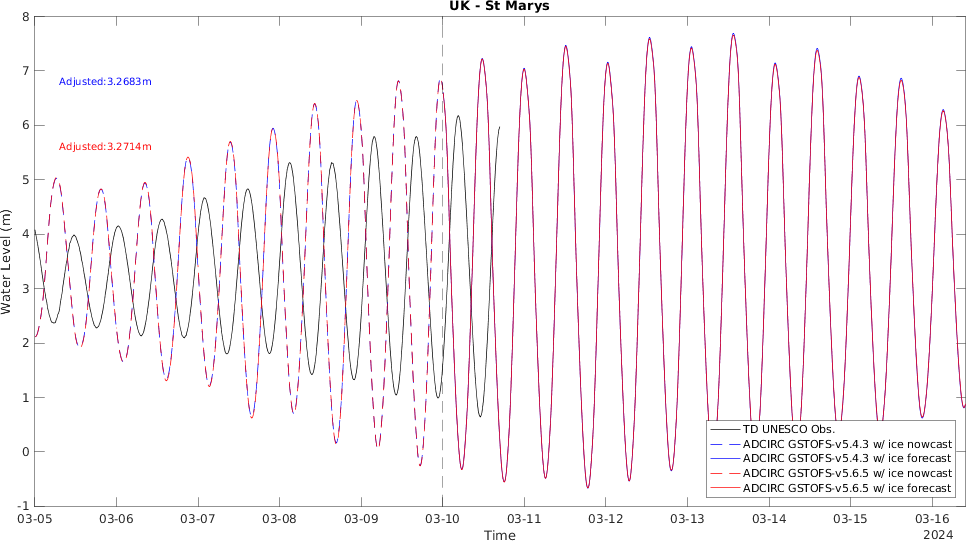 UK - St Marys
8
7
6
5
4
3
2
1
0
-1
Water Level (m)
Adjusted:3.2683m
Adjusted:3.2714m
TD UNESCO Obs.
ADCIRC GSTOFS-v5.4.3 w/ ice nowcast
ADCIRC GSTOFS-v5.4.3 w/ ice forecast
ADCIRC GSTOFS-v5.6.5 w/ ice nowcast
ADCIRC GSTOFS-v5.6.5 w/ ice forecast
03-05 03-06 03-07 03-08 03-09 03-10 03-11 03-12 03-13 03-14 03-15 03-16
Time 2024